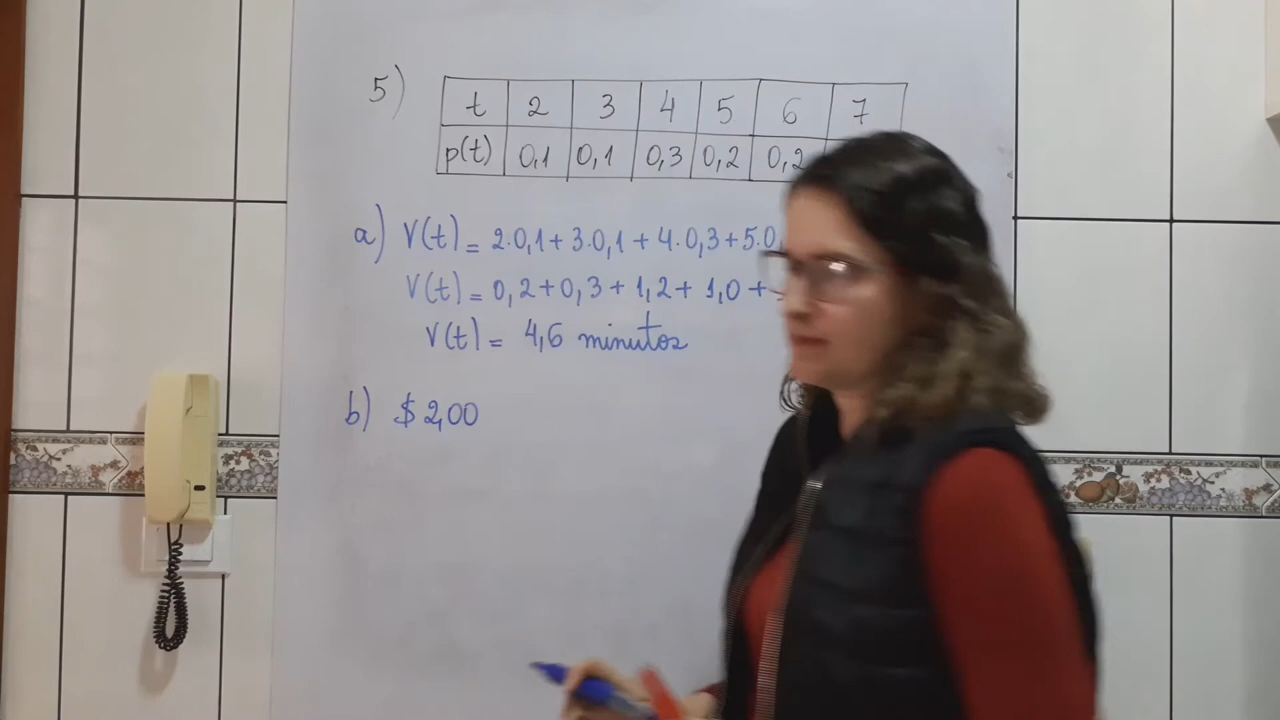 5)
t 2 3 4 5 6 7
p(t) 0,1 0,1 0,3 0,2 0,2
a) V(t) = 2.0,1 + 3.0,1 + 4.0,3 + 5.0,
V(t) = 0,2 + 0,3 + 1,2 + 1,0 +
V(t) = 4,6 minutos
b) $ 2,00